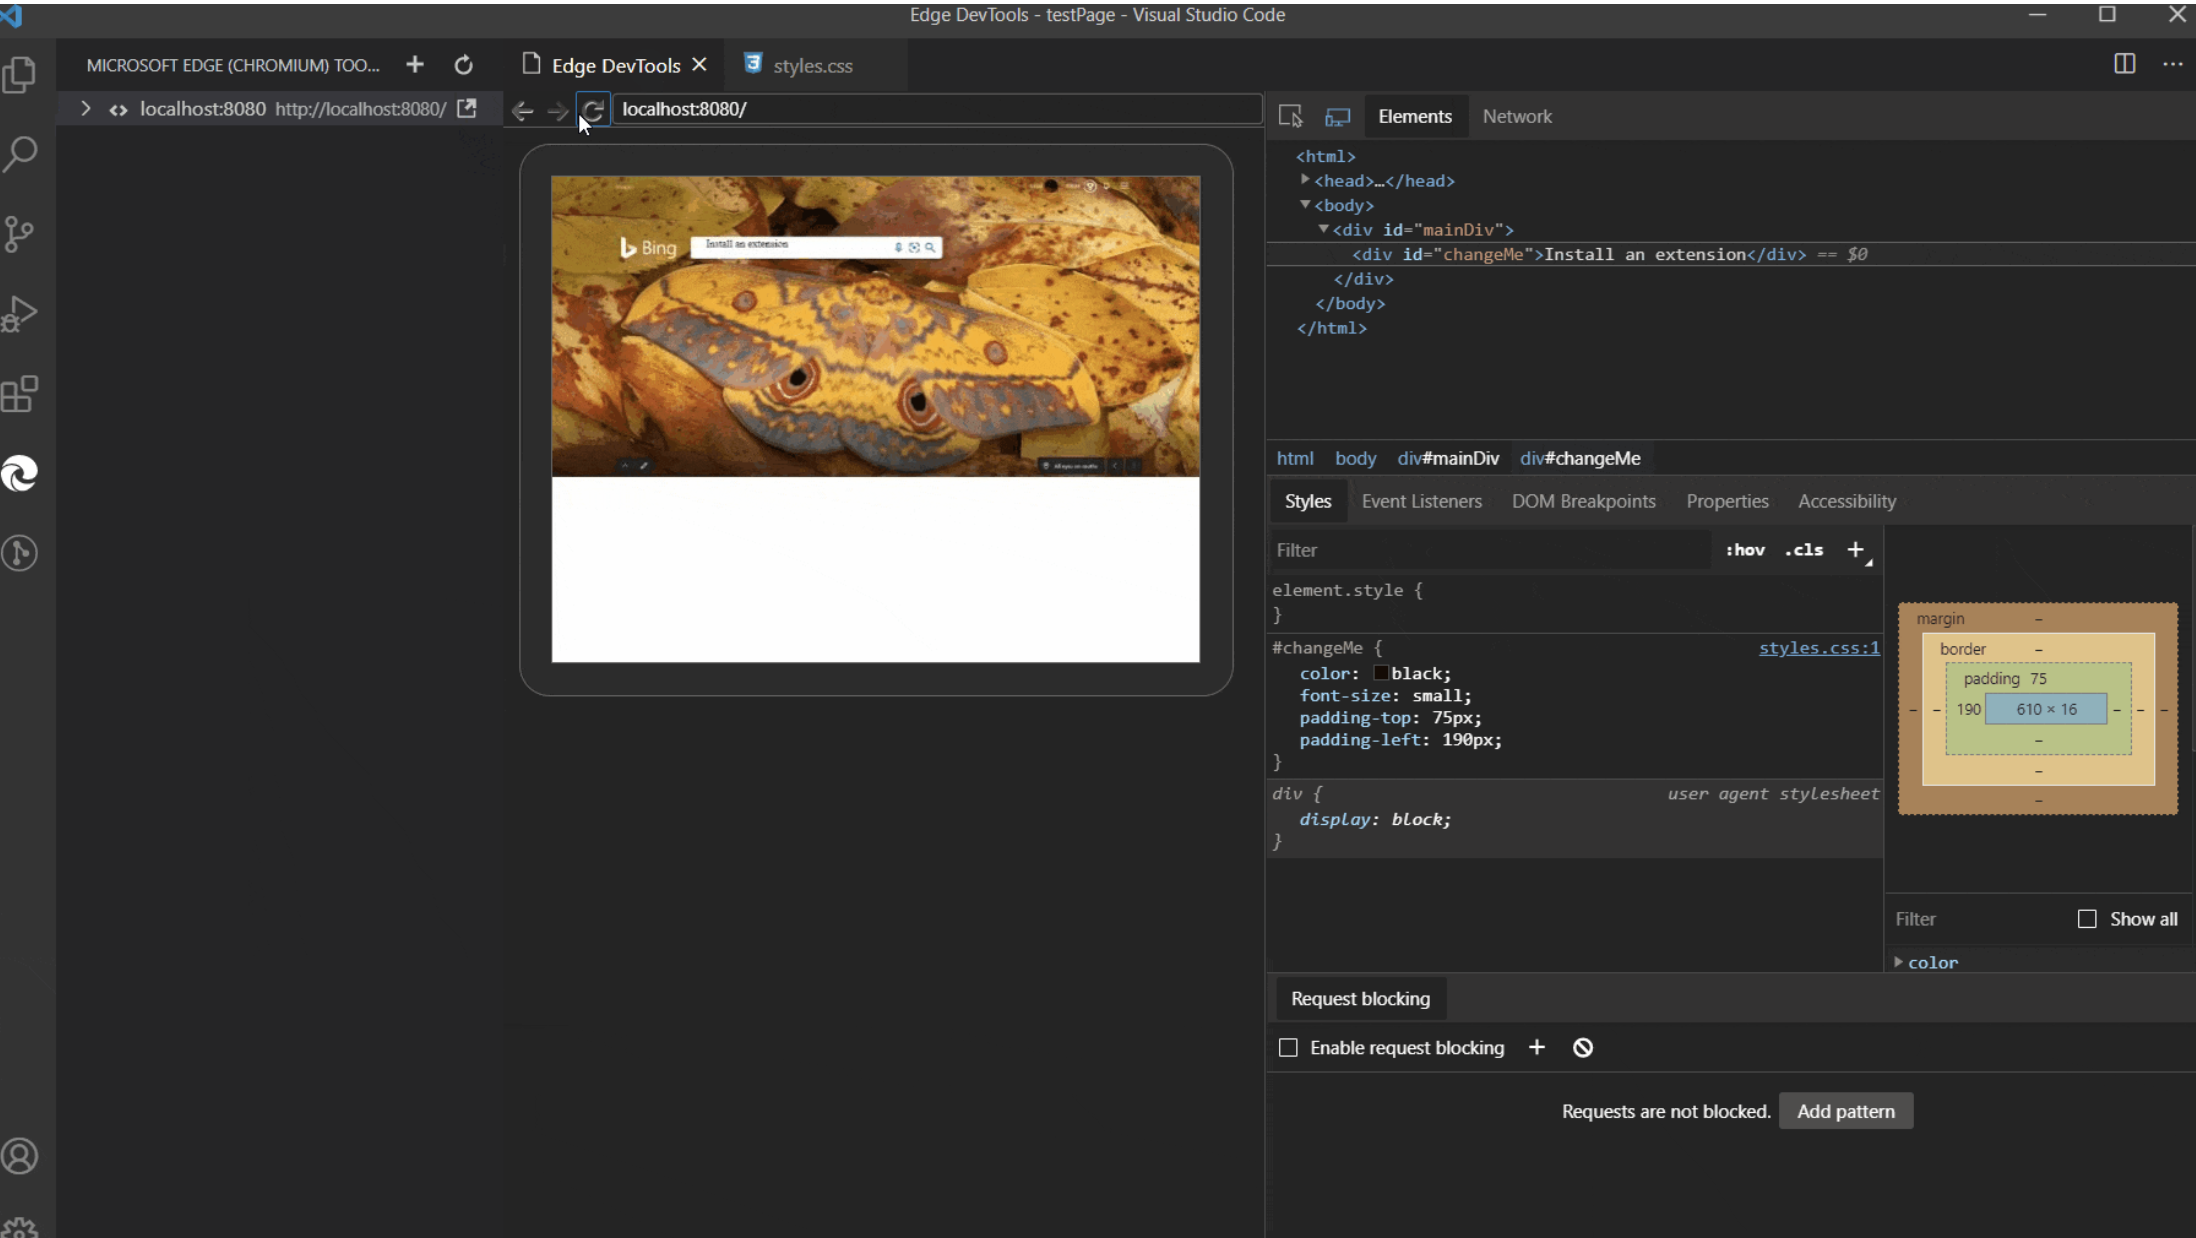 Edge DevTools - testPage - Visual Studio Code
MICROSOFT EDGE (CHROMIUM) TOO...
Edge DevTools
styles.css
localhost:8080 http://localhost:8080/
localhost:8080/
Bing
Install an extension
Elements
Network
<html>
<head>…</head>
<body>
<div id="mainDiv">
<div id="changeMe">Install an extension</div> == $0
</div>
</body>
</html>
html body div#mainDiv div#changeMe
Styles Event Listeners DOM Breakpoints Properties Accessibility
Filter :hov .cls +
element.style {
}
#changeMe { styles.css:1
color: black;
font-size: small;
padding-top: 75px;
padding-left: 190px;
}
div { user agent stylesheet
display: block;
}
margin –
border –
padding 75
– – 190 610 × 16 – – –
–
–
–
Filter Show all
color
Request blocking
Enable request blocking +
Requests are not blocked. Add pattern